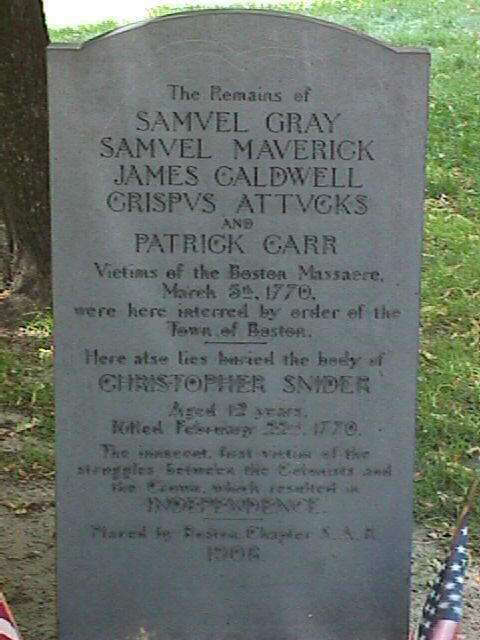 The Remains of
SAMVEL GRAY
SAMVEL MAVERICK
JAMES CALDWELL
CRISPVS ATTVCKS
AND
PATRICK CARR
Victims of the Boston Massacre,
March 5th, 1770,
were here interred by order of the
Town of Boston.
Here also lies buried the body of
CHRISTOPHER SNIDER
Aged 12 years,
Killed February 22nd, 1770.
The innocent, first victim of the
struggles between the Colonists and
the Crown, which resulted in
INDEPENDENCE.
Placed by Boston Chapter S. A. R.
1906